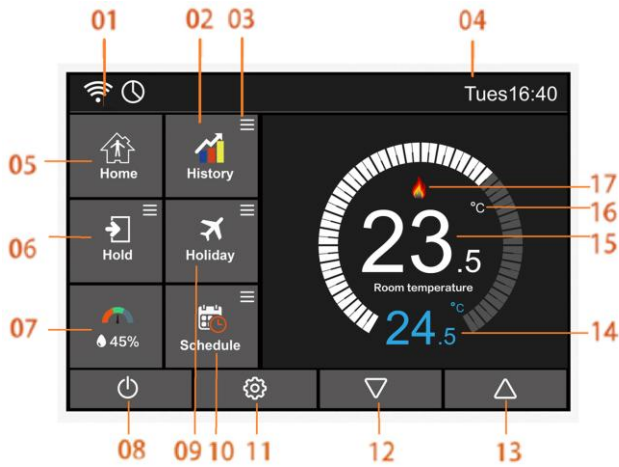 01 02 03 04
Tues16:40
05 Home History
17
°C 16
23.5 15
Room temperature
06 Hold Holiday
°C
24.5 14
07 45% Schedule
08 09 10 11 12 13